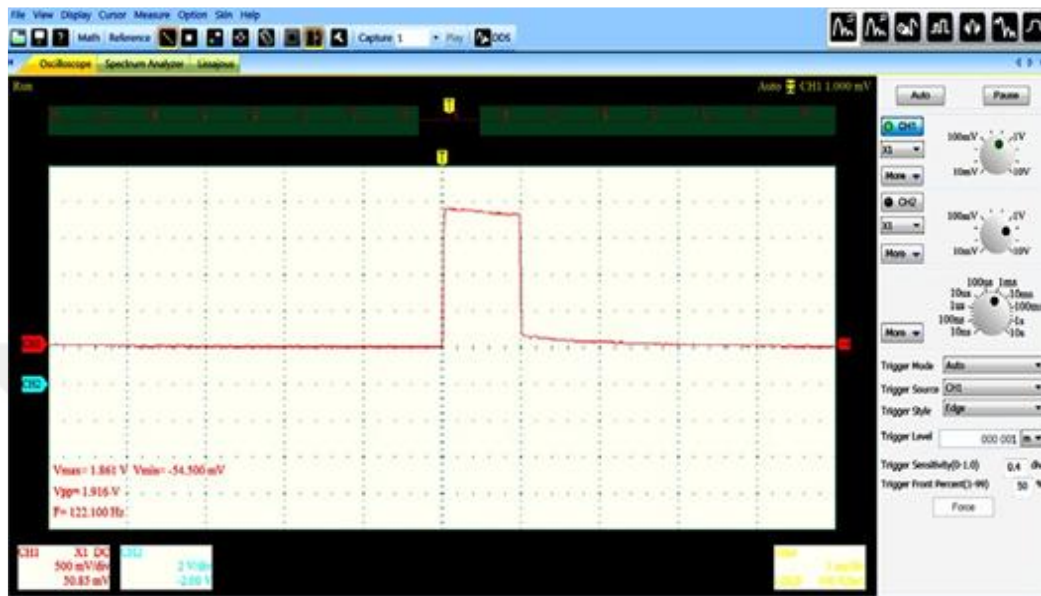 File View Display Cursor Measure Option Skin Help
Math Reference Capture 1 Play DDS
Oscilloscope Spectrum Analyzer Lissajous
Run
Auto CH1 1.000 mV
T
T
CH1
CH2
Vmax= 1.861 V Vmin= -54.500 mV
Vpp= 1.916 V
F= 122.100 Hz
CH1 X1 DC
500 mV/div
50.85 mV
CH2
2 V/div
-2.00 V
Auto Pause
CH1
X1
More
100mV 1V
10mV 10V
CH2
X1
More
100mV 1V
10mV 10V
100us 1ms
10us 10ms
1us 100ms
100ns 1s
10ns 10s
More
Trigger Mode Auto
Trigger Source CH1
Trigger Style Edge
Trigger Level 000 001 m
Trigger Sensitivity(0-1.0) 0.4 div
Trigger Front Percent(1-99) 50 %
Force